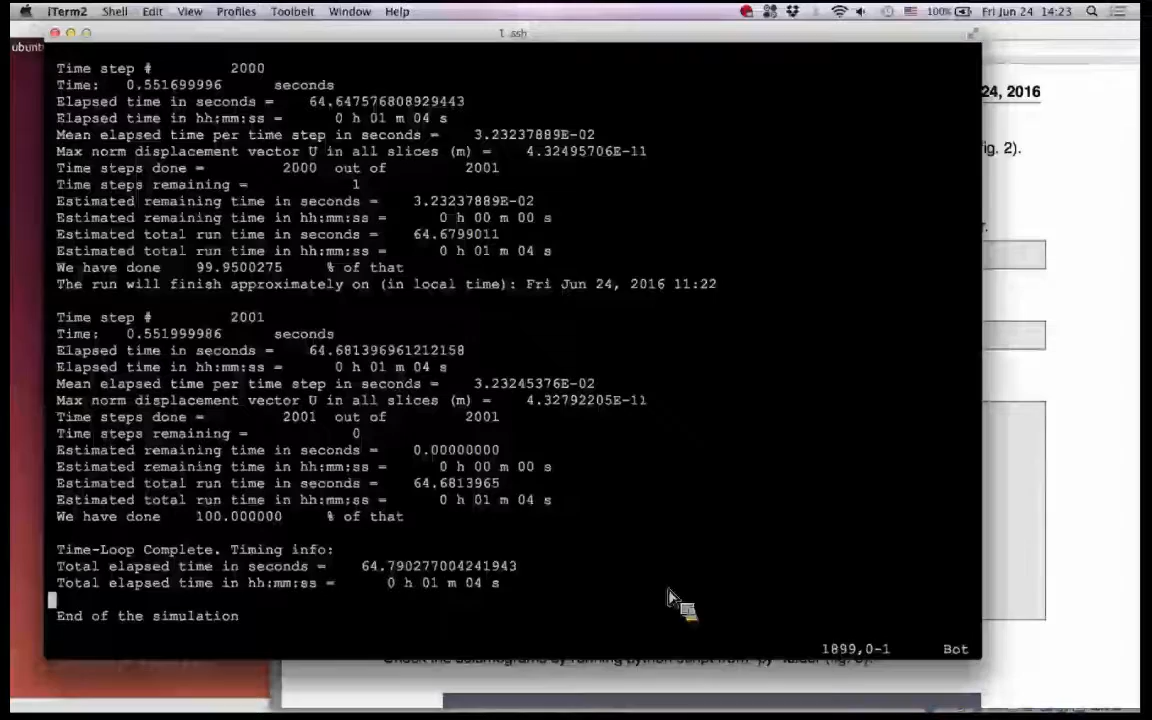 iTerm2 Shell Edit View Profiles Toolbelt Window Help 100% Fri Jun 24 14:23
1. ssh
ubuntu
Time step # 2000
Time: 0.551699996 seconds
Elapsed time in seconds = 64.647576808929443
Elapsed time in hh:mm:ss = 0 h 01 m 04 s
Mean elapsed time per time step in seconds = 3.23237889E-02
Max norm displacement vector U in all slices (m) = 4.32495706E-11
Time steps done = 2000 out of 2001
Time steps remaining = 1
Estimated remaining time in seconds = 3.23237889E-02
Estimated remaining time in hh:mm:ss = 0 h 00 m 00 s
Estimated total run time in seconds = 64.6799011
Estimated total run time in hh:mm:ss = 0 h 01 m 04 s
We have done 99.9500275 % of that
The run will finish approximately on (in local time): Fri Jun 24, 2016 11:22
Time step # 2001
Time: 0.551999986 seconds
Elapsed time in seconds = 64.681396961212158
Elapsed time in hh:mm:ss = 0 h 01 m 04 s
Mean elapsed time per time step in seconds = 3.23245376E-02
Max norm displacement vector U in all slices (m) = 4.32792205E-11
Time steps done = 2001 out of 2001
Time steps remaining = 0
Estimated remaining time in seconds = 0.00000000
Estimated remaining time in hh:mm:ss = 0 h 00 m 00 s
Estimated total run time in seconds = 64.6813965
Estimated total run time in hh:mm:ss = 0 h 01 m 04 s
We have done 100.000000 % of that
Time-Loop Complete. Timing info:
Total elapsed time in seconds = 64.790277004241943
Total elapsed time in hh:mm:ss = 0 h 01 m 04 s
End of the simulation
1899,0-1 Bot
24, 2016
ig. 2).
r.